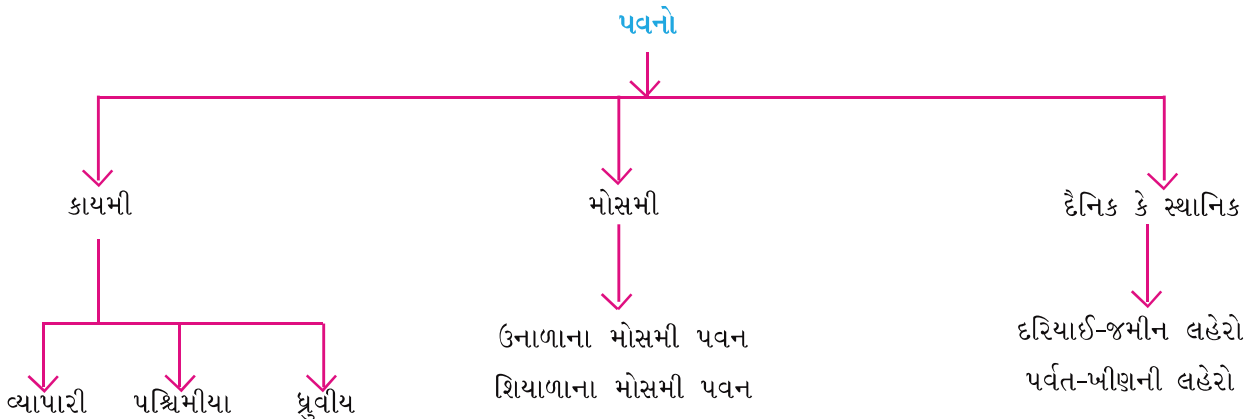 પવનો
કાયમી
મોસમી
દૈનિક કે સ્થાનિક
ઉનાળાના મોસમી પવન
શિયાળાના મોસમી પવન
દરિયાઈ-જમીન લહેરો
પર્વત-ખીણની લહેરો
વ્યાપારી
પશ્ચિમીયા
ધ્રુવીય